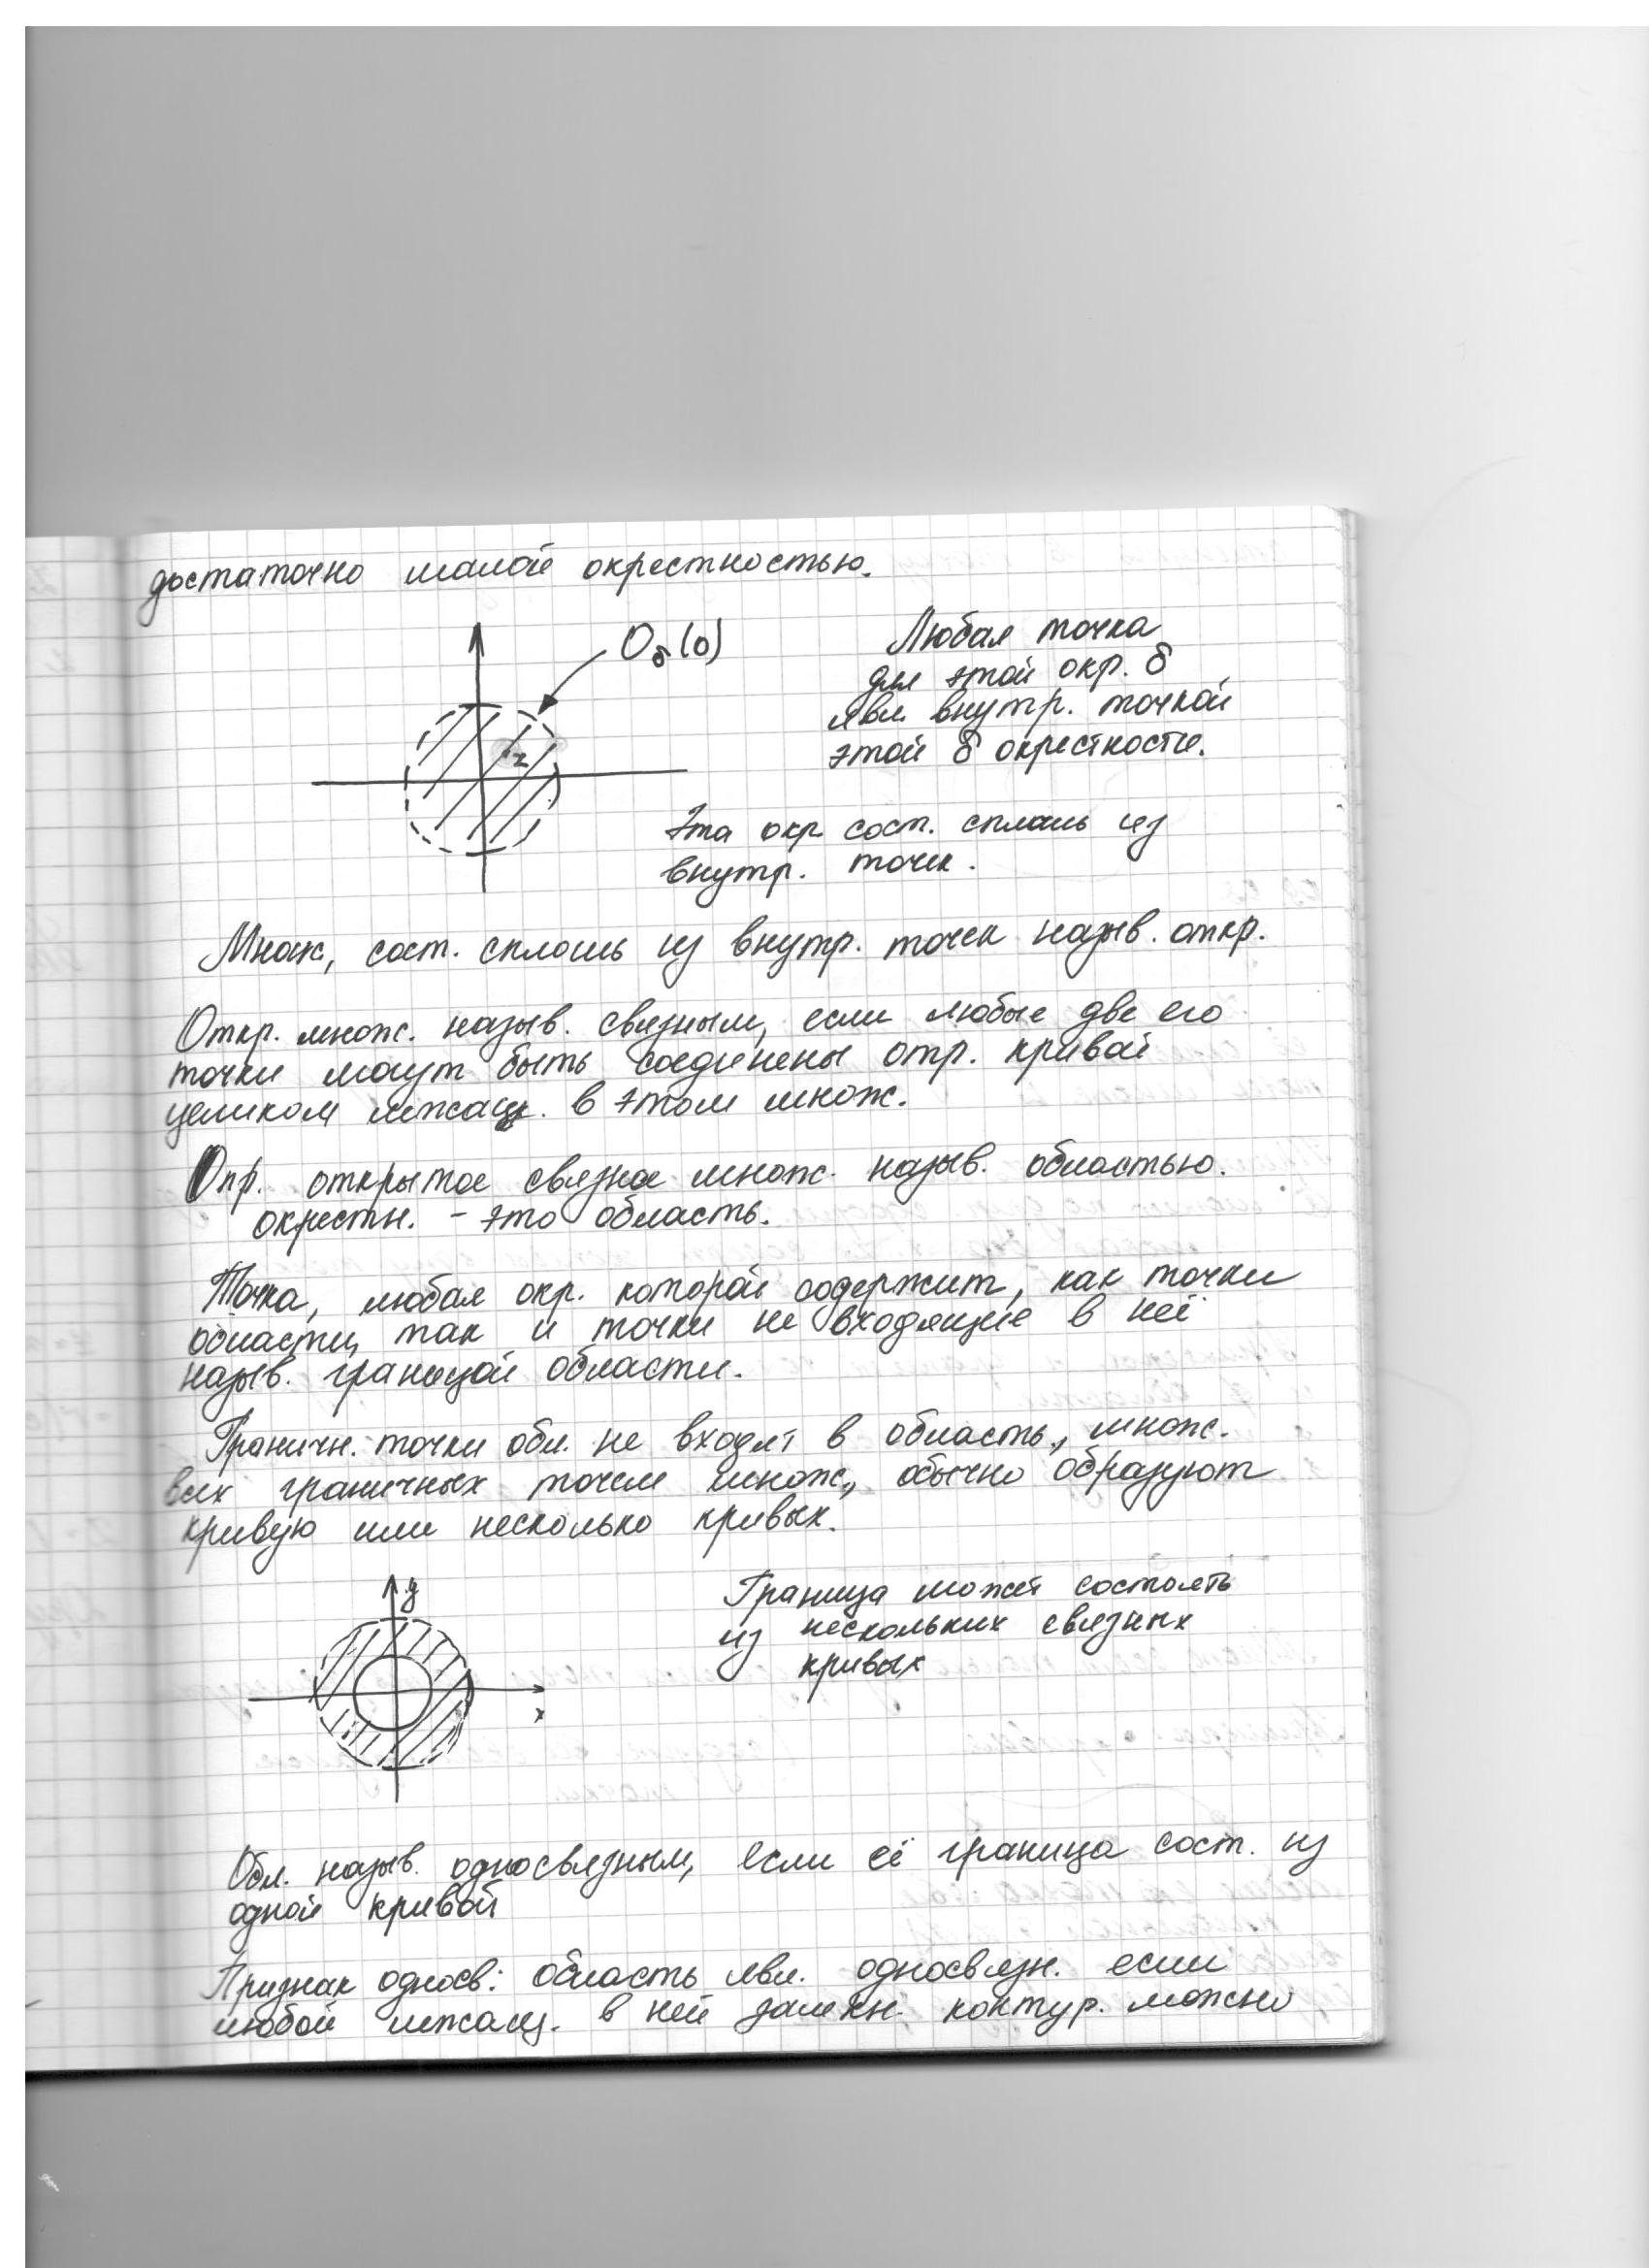 достаточно малой окрестностью.
O_δ(0)
z
Любая точка
для этой окр. δ
явл. внутр. точкой
этой δ окрестности.
Эта окр. сост. сплошь из
внутр. точек.
Множ, сост. сплошь из внутр. точек назыв. откр.
Откр. множ. назыв. связным, если любые две его
точки могут быть соединены отр. кривой
целиком лежащ. в этом множ.
Опр. открытое связное множ. назыв. областью.
окрестн. - это область.
Точка, любая окр. которой содержит, как точки
области, так и точки не входящие в неё
назыв. границой области.
Граничн. точки обл. не входят в область, множ.
всех граничных точек множ., обычно образуют
кривую или несколько кривых.
y
x
Граница может состоять
из нескольких связных
кривых
Обл. назыв. односвязным, если её граница сост. из
одной кривой
Признак односв: область явл. односвязн. если
любой лежащ. в ней замкн. контур. можно